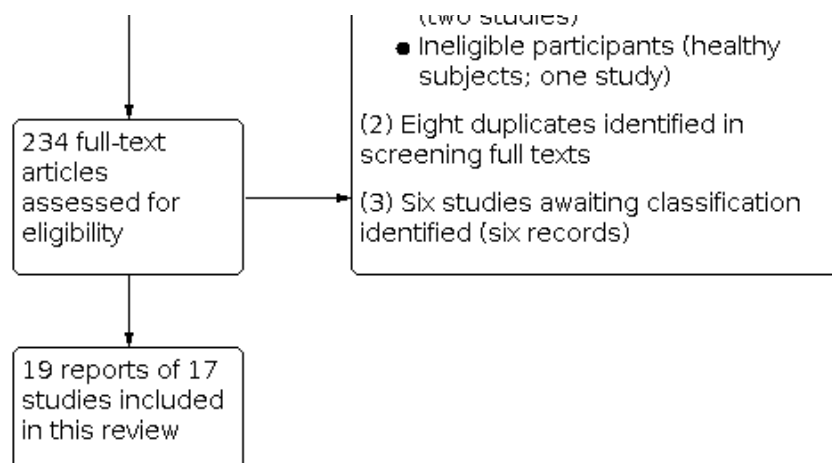 (two studies)
● Ineligible participants (healthy
subjects; one study)
(2) Eight duplicates identified in
screening full texts
(3) Six studies awaiting classification
identified (six records)
234 full-text
articles
assessed for
eligibility
19 reports of 17
studies included
in this review